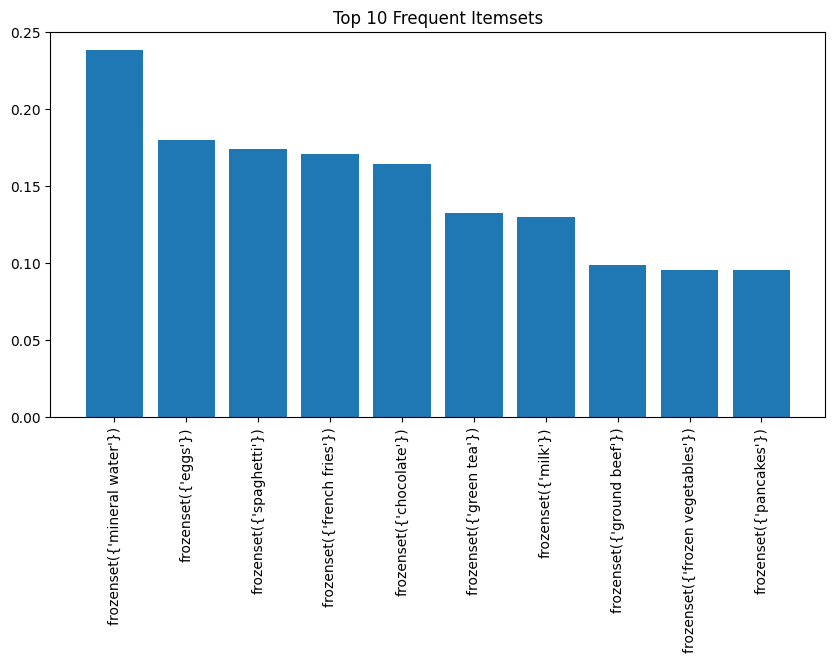 Top 10 Frequent Itemsets
0.25
0.20
0.15
0.10
0.05
0.00
frozenset({'mineral water'})
frozenset({'eggs'})
frozenset({'spaghetti'})
frozenset({'french fries'})
frozenset({'chocolate'})
frozenset({'green tea'})
frozenset({'milk'})
frozenset({'ground beef'})
frozenset({'frozen vegetables'})
frozenset({'pancakes'})